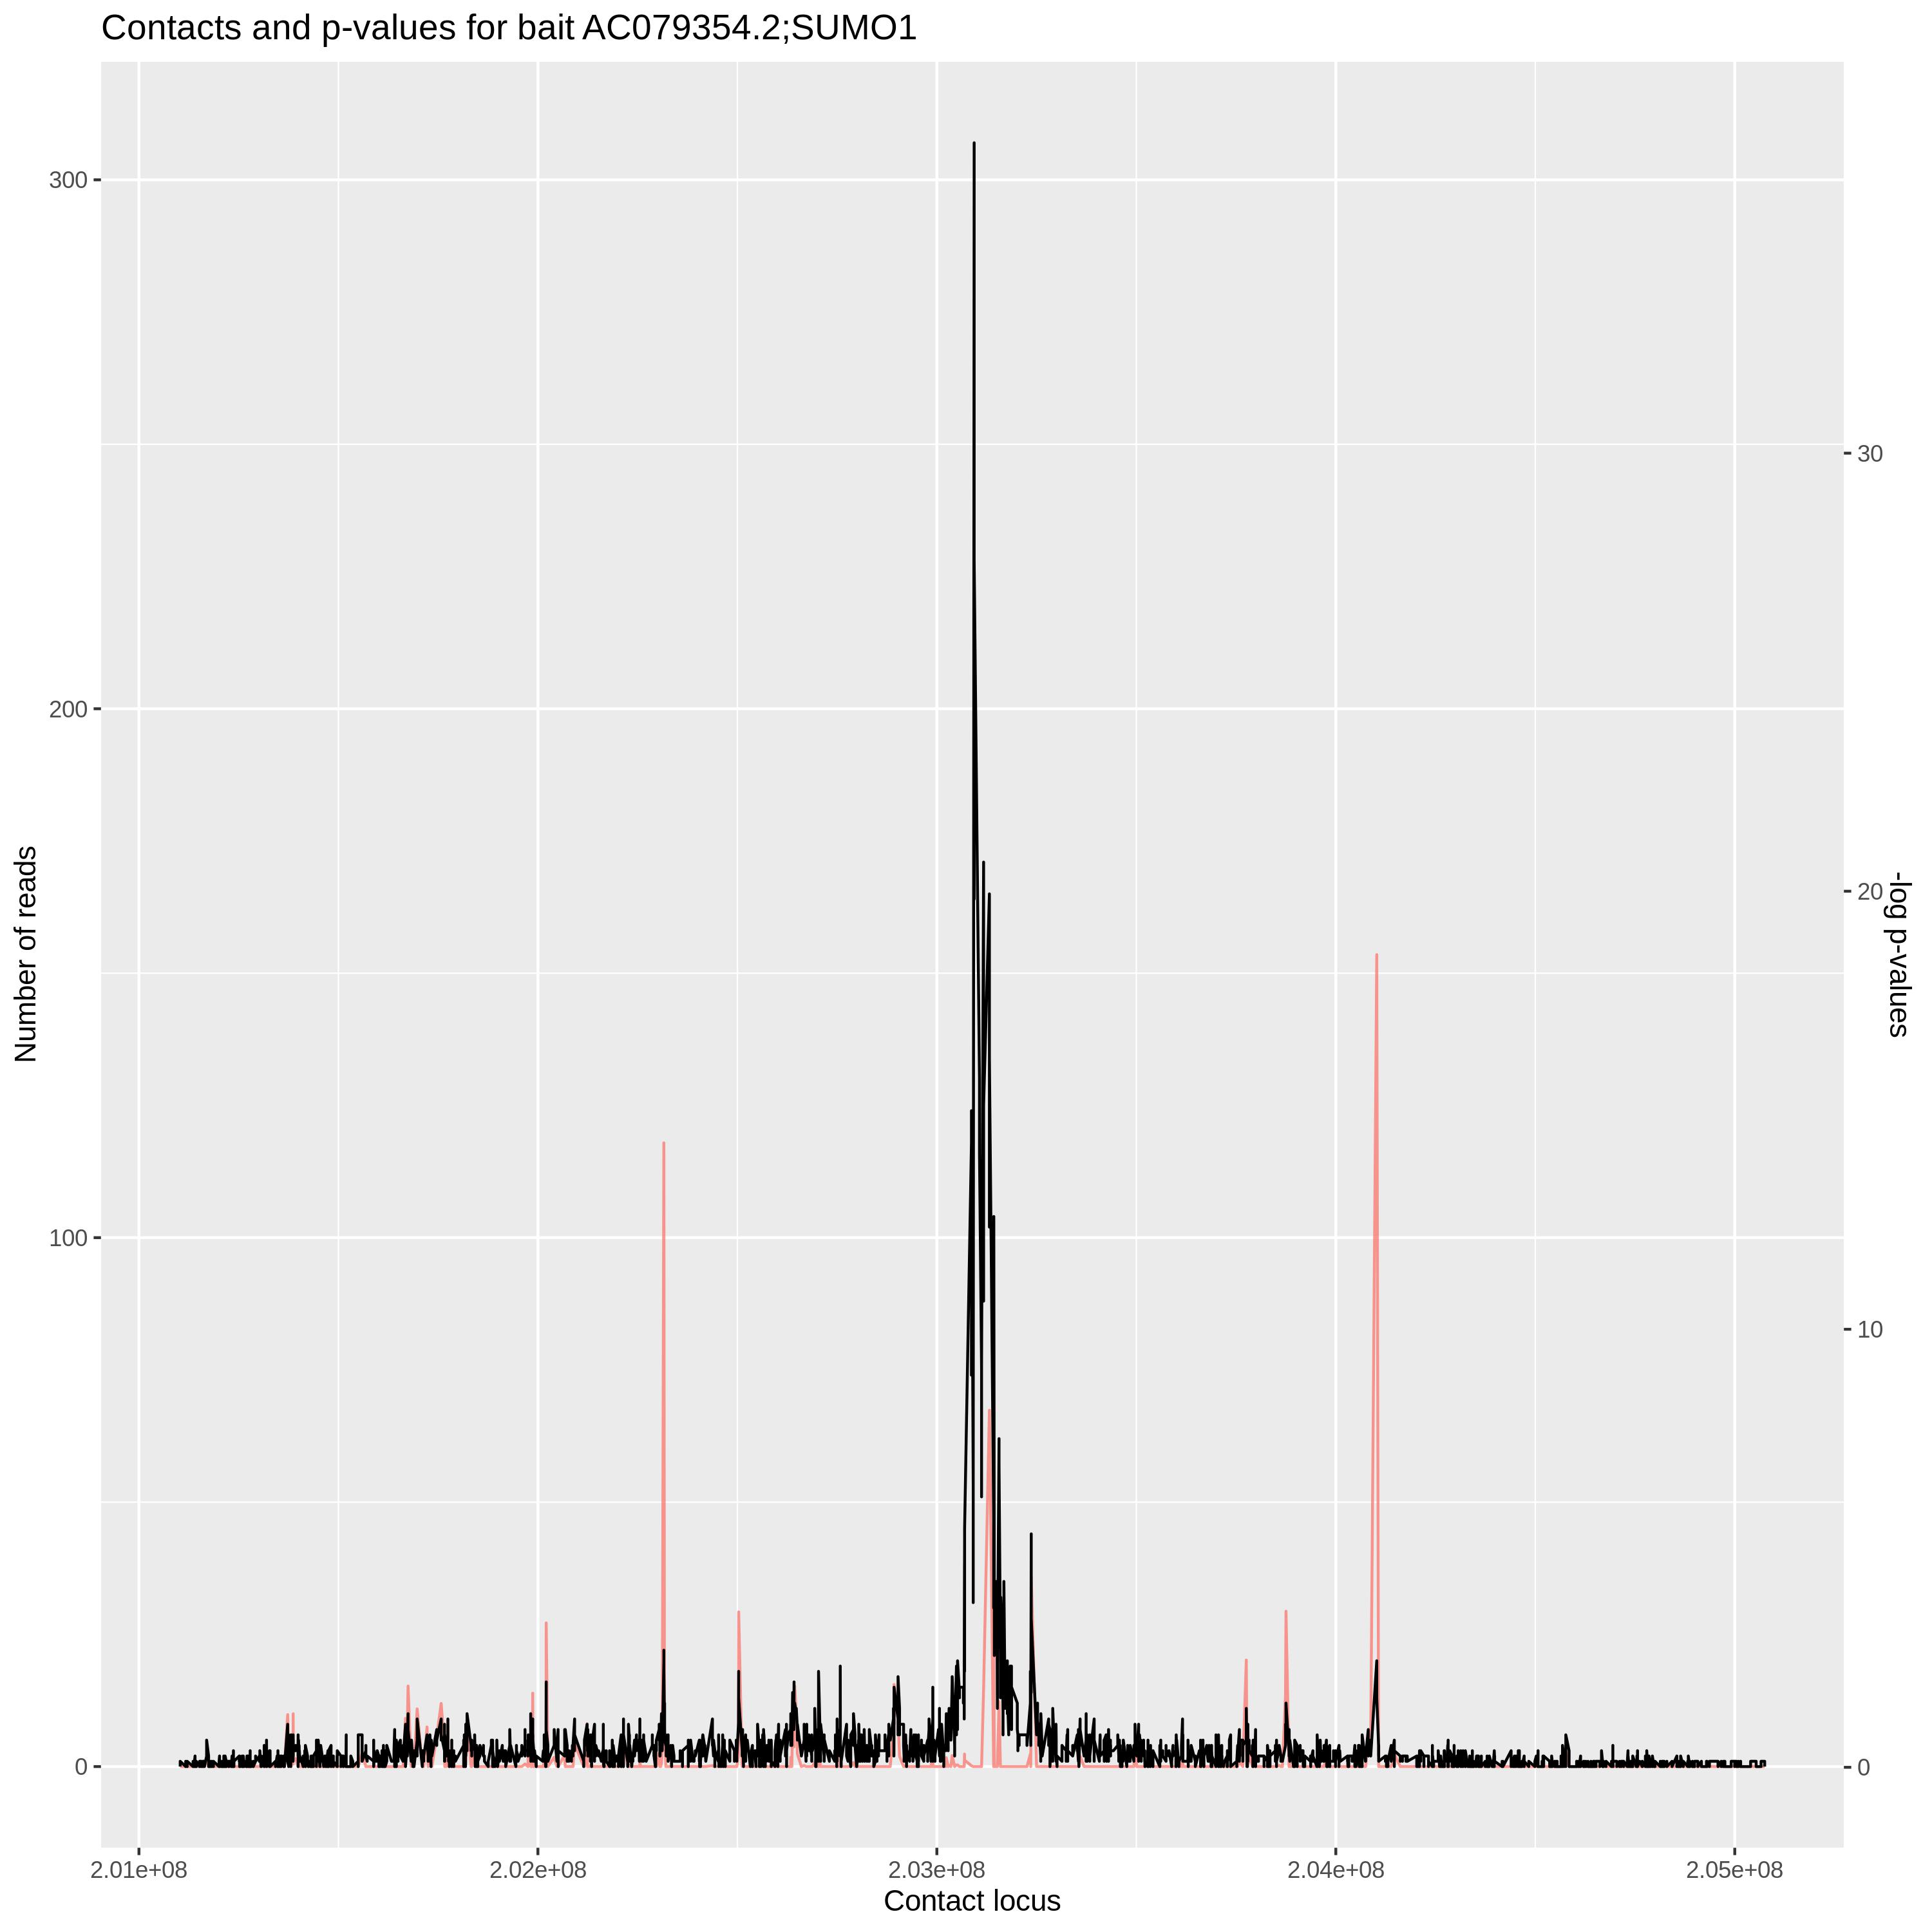 Contacts and p-values for bait AC079354.2;SUMO1
300
200
100
0
Number of reads
30
20
10
0
-log p-values
2.01e+08
2.02e+08
2.03e+08
2.04e+08
2.05e+08
Contact locus